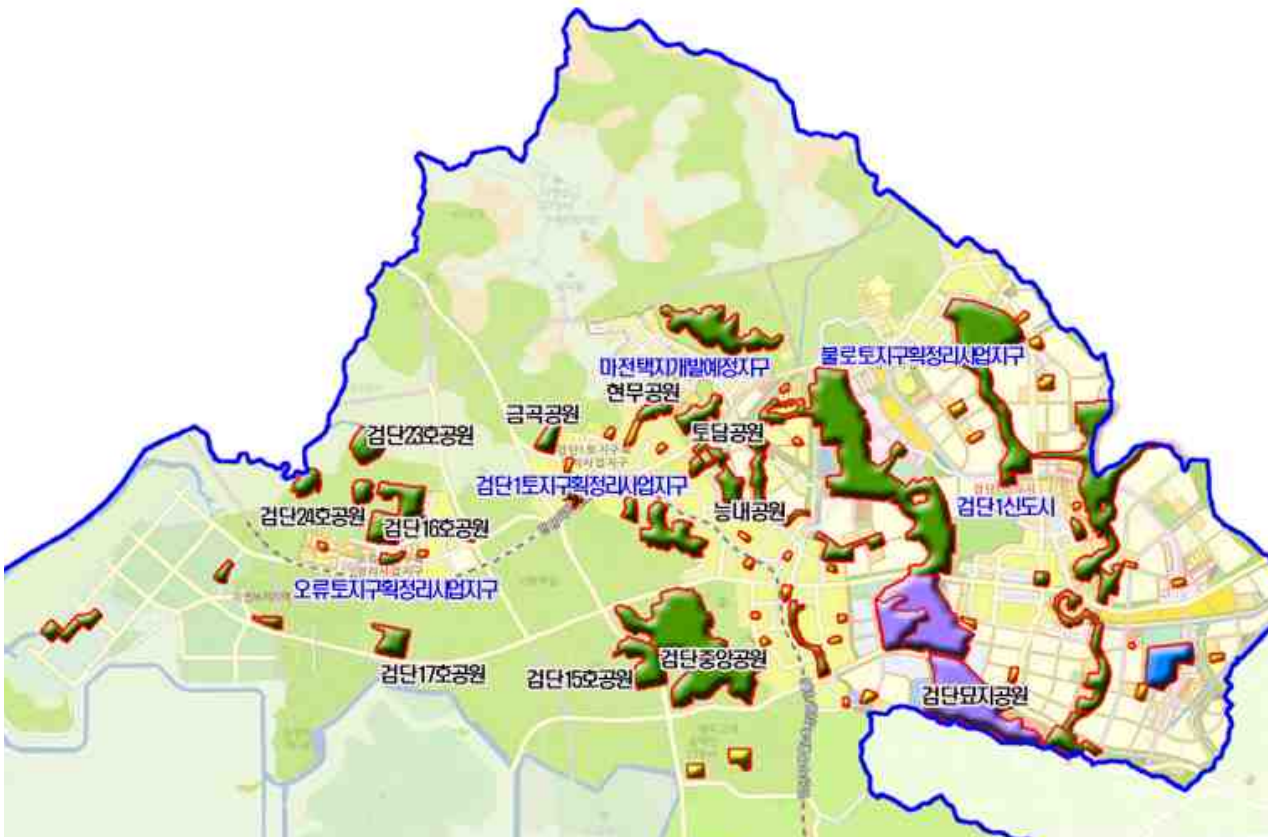 마전택지개발예정지구
불로토지구획정리사업지구
현무공원
금곡공원
검단23호공원
토담공원
검단1토지구획정리사업지구
능내공원
검단1신도시
검단24호공원
검단16호공원
오류토지구획정리사업지구
검단중앙공원
검단17호공원
검단15호공원
검단묘지공원